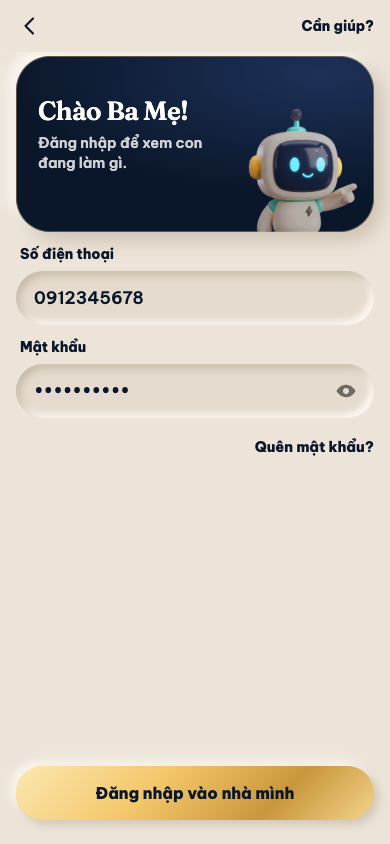 Cần giúp?
Chào Ba Mẹ!
Đăng nhập để xem con
đang làm gì.
Số điện thoại
0912345678
Mật khẩu
••••••••••
Quên mật khẩu?
Đăng nhập vào nhà mình